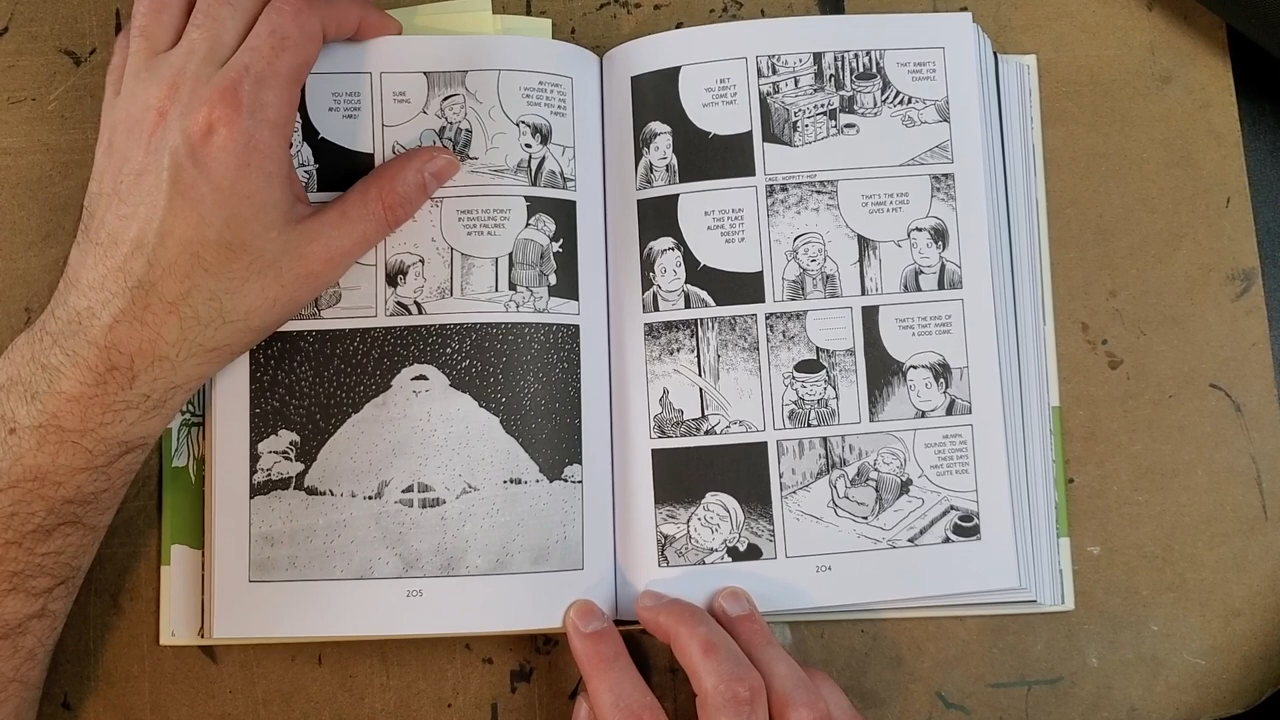 THAT RABBIT'S
NAME, FOR
EXAMPLE.
CAGE: HOPPITY-HOP
I BET
YOU DIDN'T
COME UP
WITH THAT.
THAT'S THE KIND
OF NAME A CHILD
GIVES A PET.
BUT YOU RUN
THIS PLACE
ALONE, SO IT
DOESN'T
ADD UP.
THAT'S THE KIND OF
THING THAT MAKES
A GOOD COMIC.
............
............
HRMPH.
SOUNDS TO ME
LIKE COMICS
THESE DAYS
HAVE GOTTEN
QUITE RUDE.
204
ANYWAY...
I WONDER IF YOU
CAN GO BUY ME
SOME PEN AND
PAPER?
SURE
THING.
YOU NEED
TO FOCUS
AND WORK
HARD!
THERE'S NO POINT
IN DWELLING ON
YOUR FAILURES,
AFTER ALL...
205